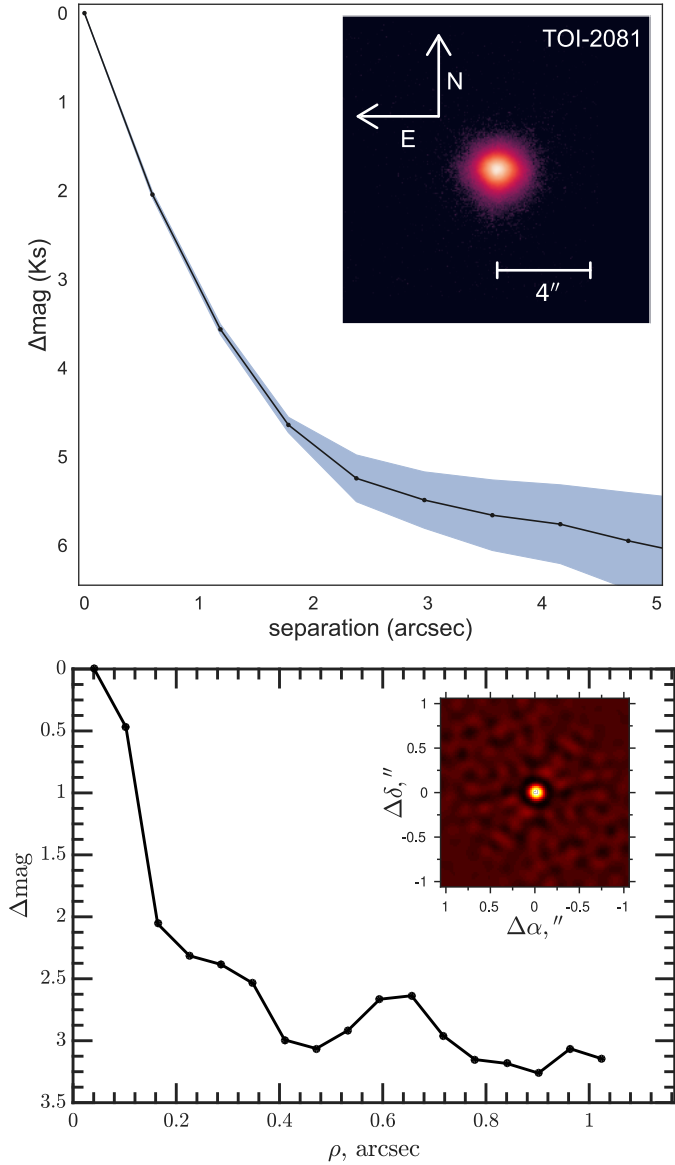 0
1
2
3
4
5
6
Δmag (Ks)
TOI-2081
N
E
4″
0 1 2 3 4 5
separation (arcsec)
0
0.5
1
1.5
2
2.5
3
3.5
Δmag
1
0.5
0
-0.5
-1
Δδ,″
1 0.5 0 -0.5 -1
Δα,″
0 0.2 0.4 0.6 0.8 1
ρ, arcsec